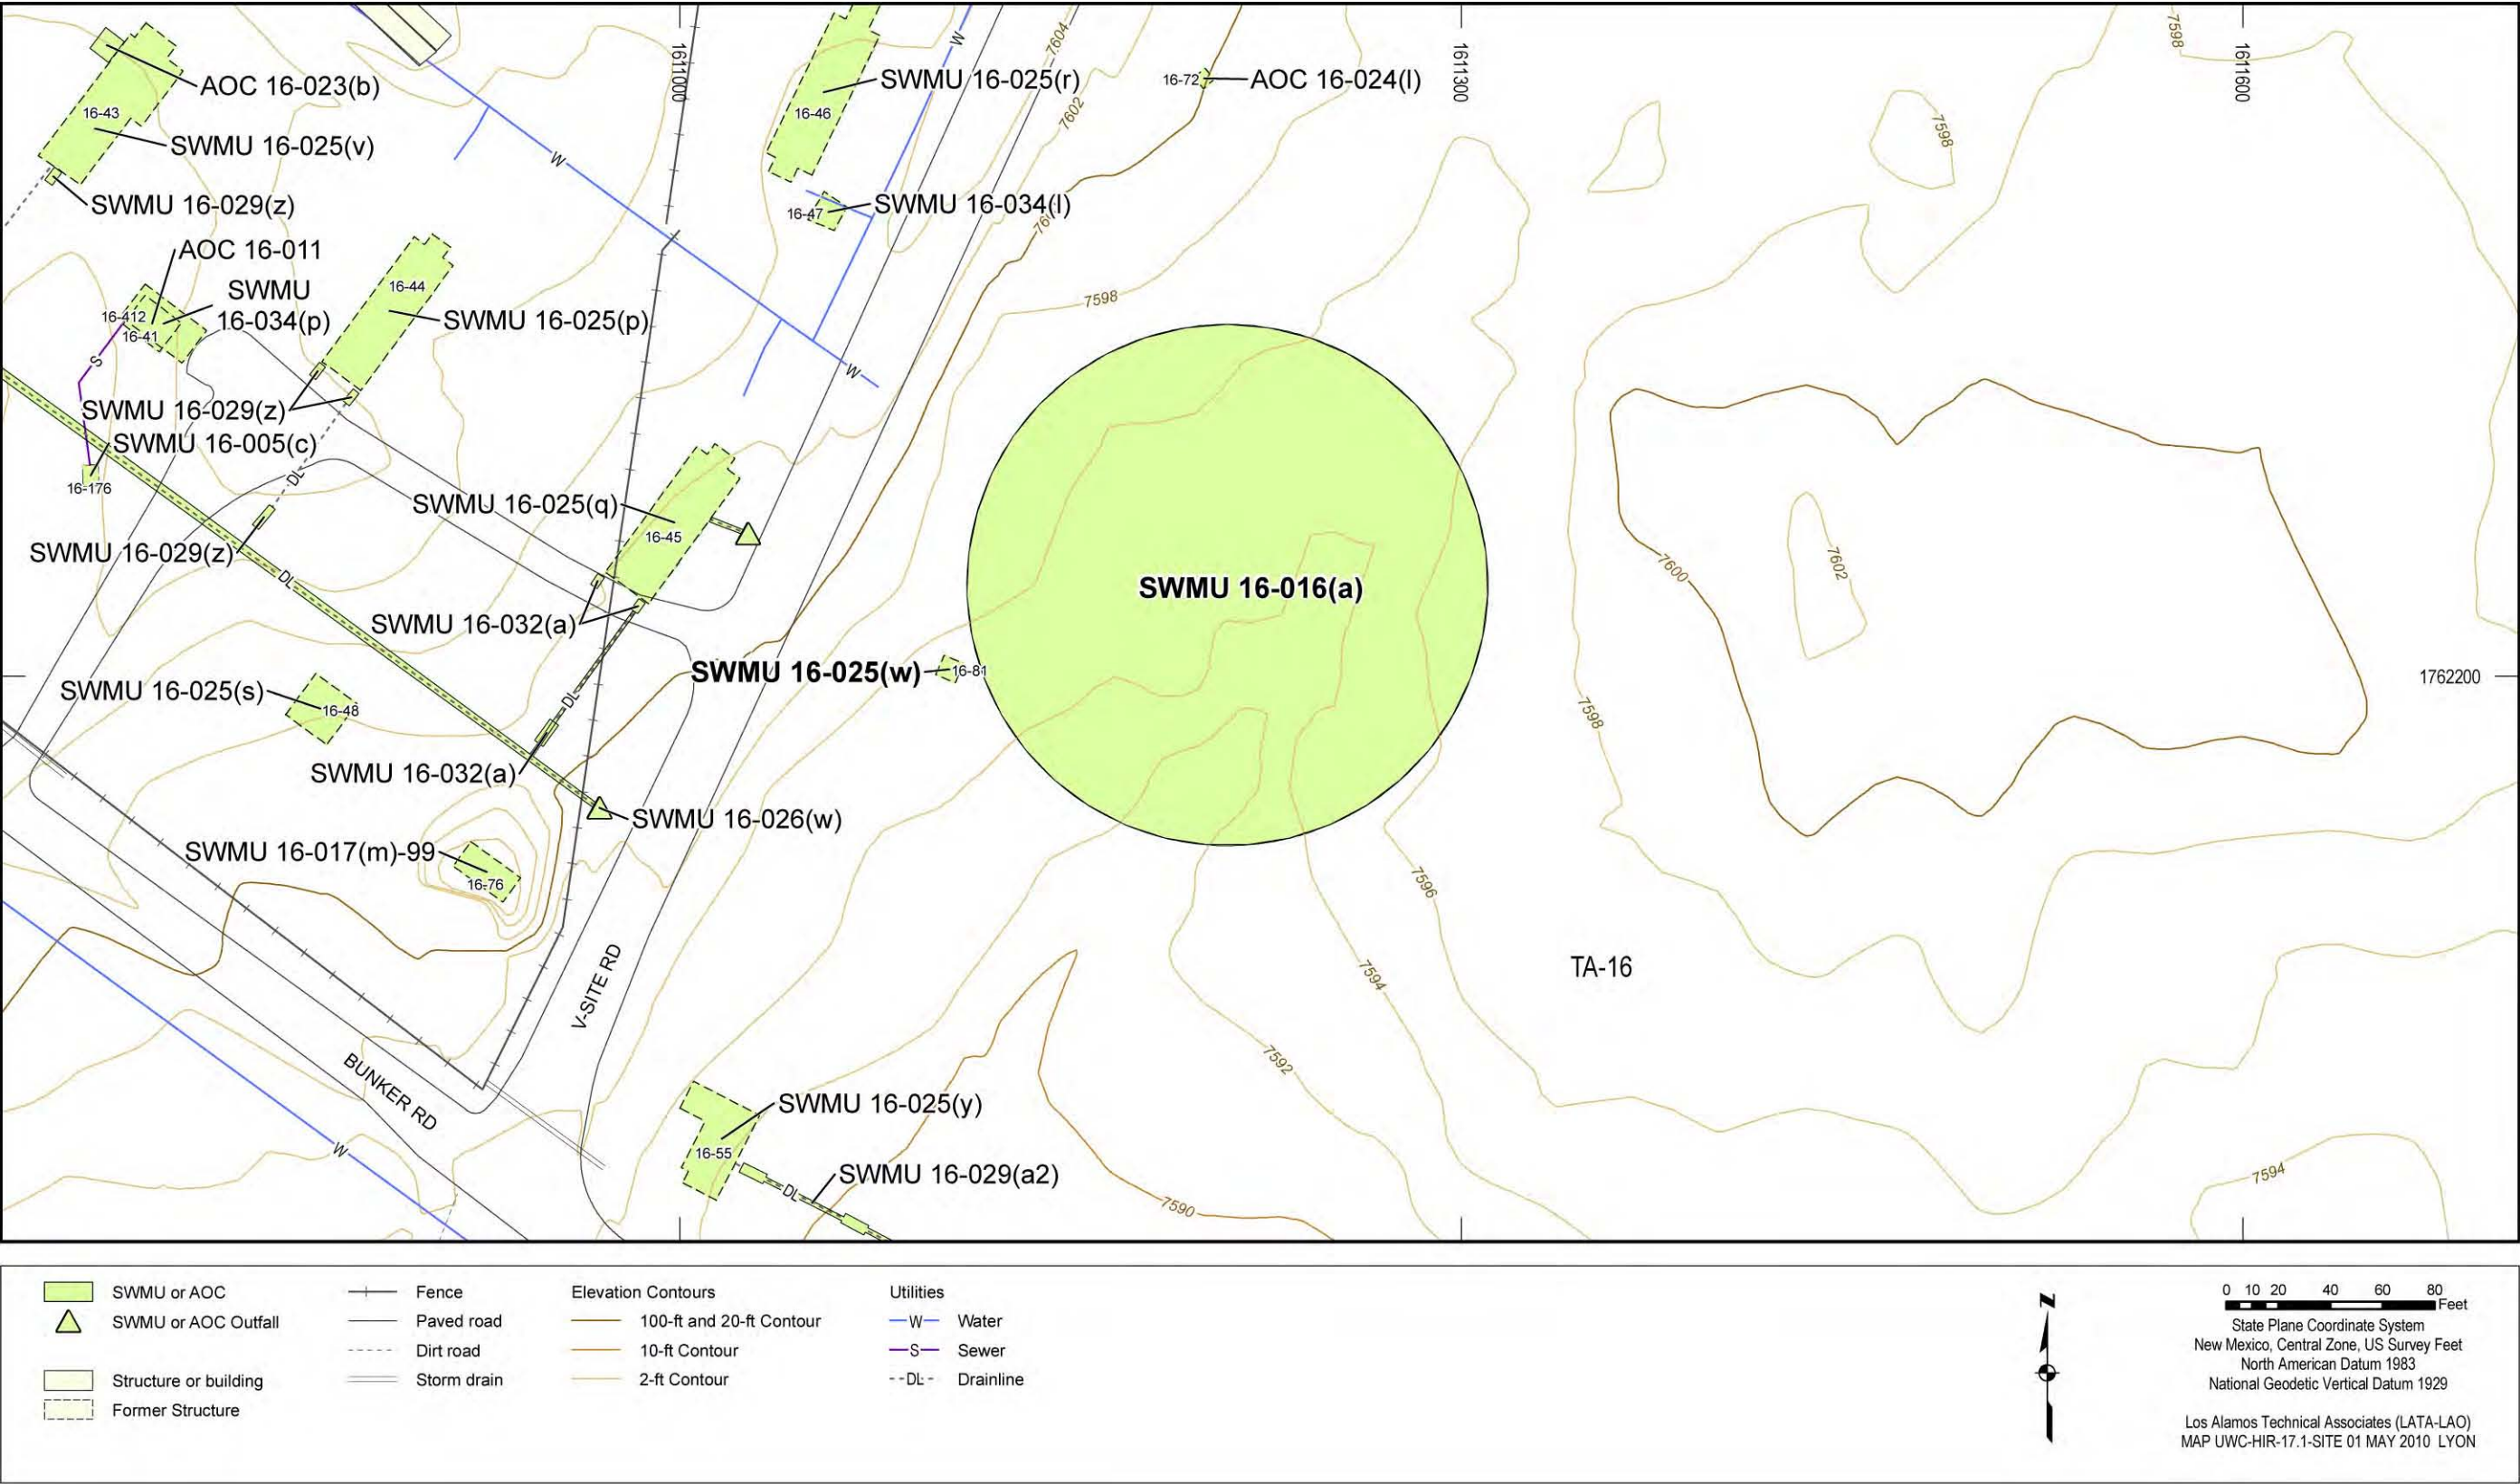 1611000
1611300
1611600
7598
7604
AOC 16-023(b)
16-43
SWMU 16-025(v)
SWMU 16-029(z)
W
W
SWMU 16-025(r)
16-46
7602
16-72
AOC 16-024(l)
7598
16-47
SWMU 16-034(l)
AOC 16-011
SWMU
16-034(p)
16-412
16-41
16-44
SWMU 16-025(p)
7598
S
W
SWMU 16-029(z)
SWMU 16-005(c)
16-176
DL
SWMU 16-025(q)
16-45
SWMU 16-029(z)
DL
SWMU 16-032(a)
SWMU 16-016(a)
7600
7602
SWMU 16-025(w)
16-81
1762200
SWMU 16-025(s)
16-48
DL
7598
SWMU 16-032(a)
SWMU 16-026(w)
SWMU 16-017(m)-99
16-76
7596
V-SITE RD
7594
TA-16
BUNKER RD
7592
W
SWMU 16-025(y)
16-55
SWMU 16-029(a2)
DL
7590
7594
SWMU or AOC
SWMU or AOC Outfall
Structure or building
Former Structure
Fence
Paved road
Dirt road
Storm drain
Elevation Contours
100-ft and 20-ft Contour
10-ft Contour
2-ft Contour
Utilities
W Water
S Sewer
DL Drainline
N
0 10 20 40 60 80
Feet
State Plane Coordinate System
New Mexico, Central Zone, US Survey Feet
North American Datum 1983
National Geodetic Vertical Datum 1929
Los Alamos Technical Associates (LATA-LAO)
MAP UWC-HIR-17.1-SITE 01 MAY 2010 LYON